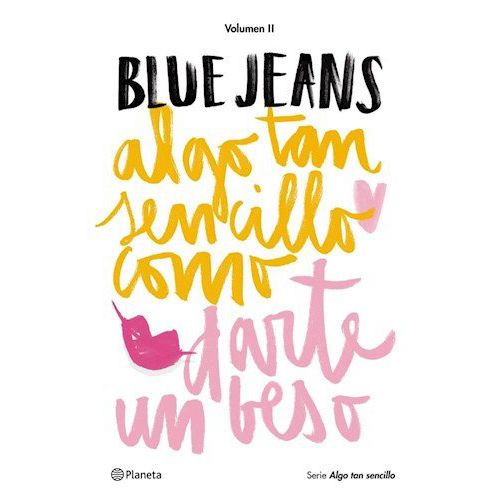 Volumen II
BLUE JEANS
algo tan
sencillo
como
darte
un beso
Planeta
Serie Algo tan sencillo